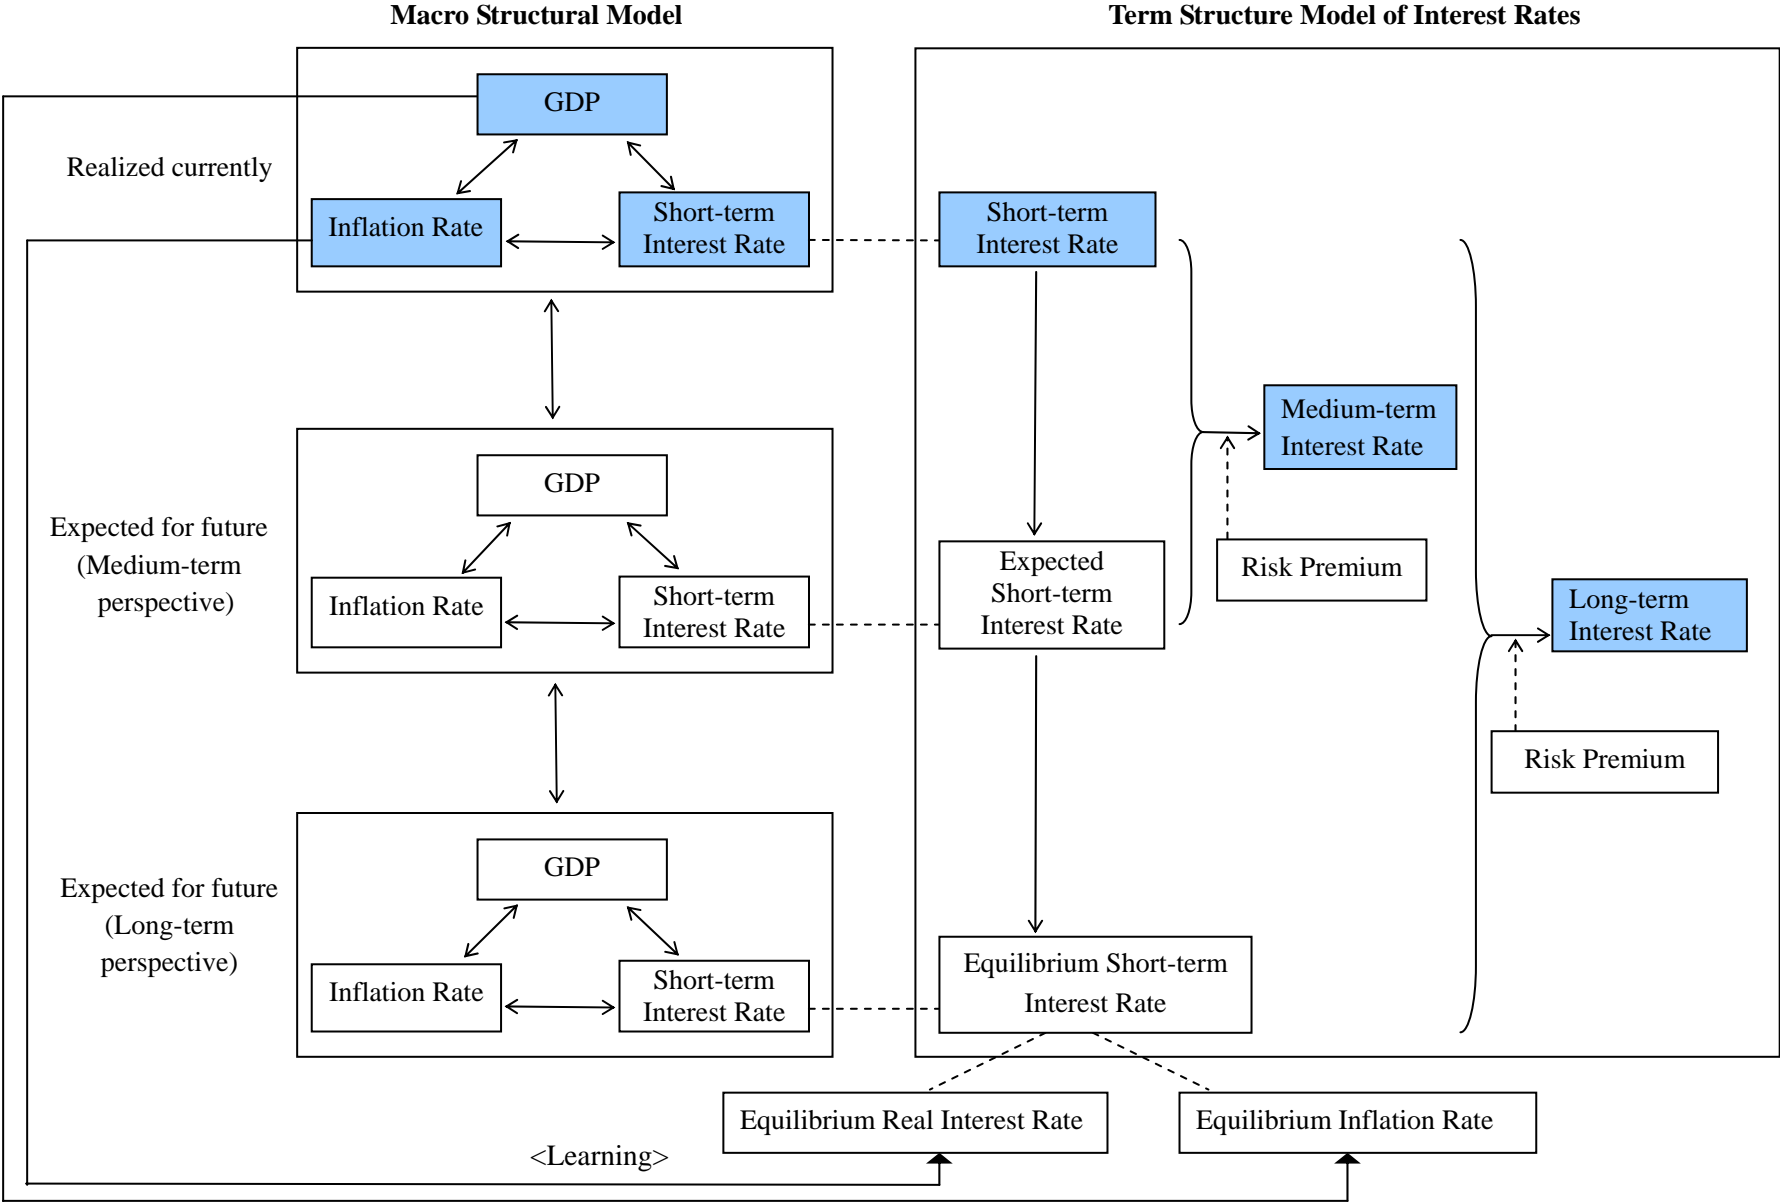 Macro Structural Model
Term Structure Model of Interest Rates
GDP
Realized currently
Inflation Rate
Short-term
Interest Rate
Short-term
Interest Rate
Medium-term
Interest Rate
GDP
Expected for future
(Medium-term
perspective)
Inflation Rate
Short-term
Interest Rate
Expected
Short-term
Interest Rate
Risk Premium
Long-term
Interest Rate
Risk Premium
GDP
Expected for future
(Long-term
perspective)
Inflation Rate
Short-term
Interest Rate
Equilibrium Short-term
Interest Rate
Equilibrium Real Interest Rate
Equilibrium Inflation Rate
<Learning>